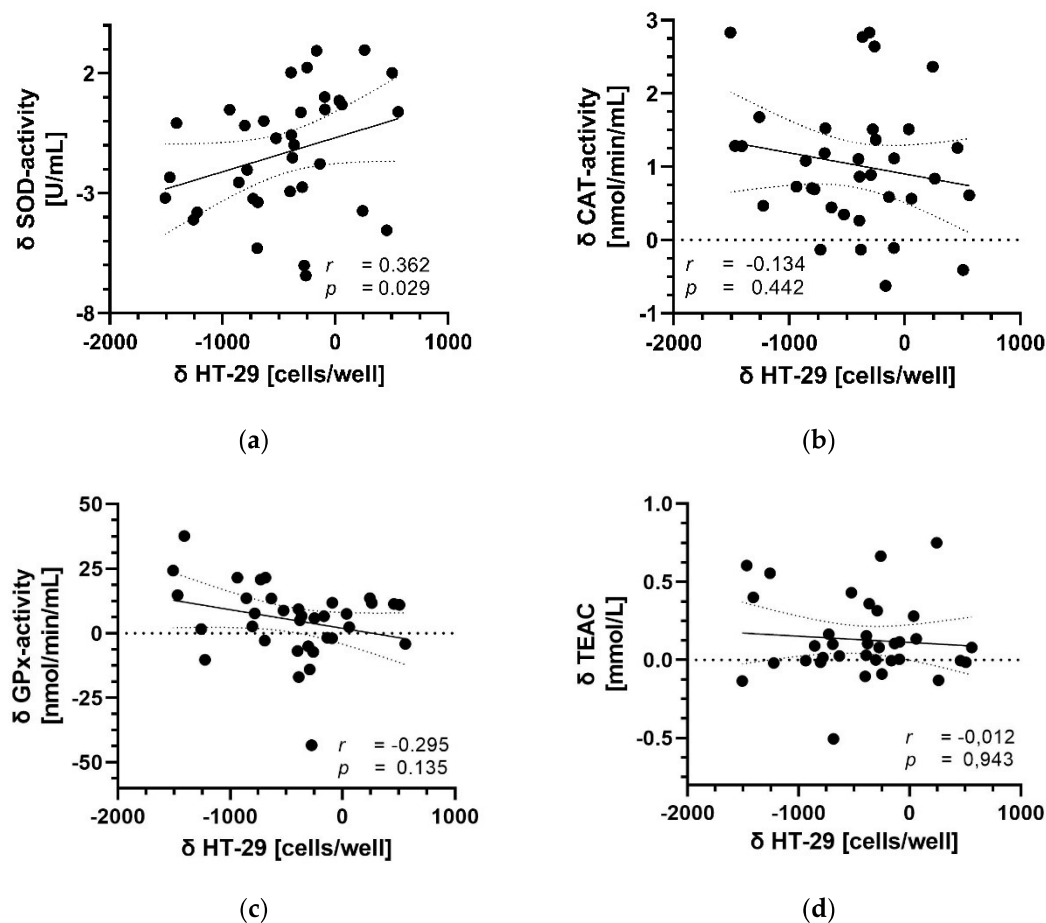 2
-3
-8
-2000 -1000 0 1000
δ SOD-activity
[U/mL]
δ HT-29 [cells/well]
r = 0.362
p = 0.029
(a)
3
2
1
0
-1
-2000 -1000 0 1000
δ CAT-activity
[nmol/min/mL]
δ HT-29 [cells/well]
r = -0.134
p = 0.442
(b)
50
25
0
-25
-50
-2000 -1000 0 1000
δ GPx-activity
[nmol/min/mL]
δ HT-29 [cells/well]
r = -0.295
p = 0.135
(c)
1.0
0.5
0.0
-0.5
-2000 -1000 0 1000
δ TEAC
[mmol/L]
δ HT-29 [cells/well]
r = -0,012
p = 0,943
(d)